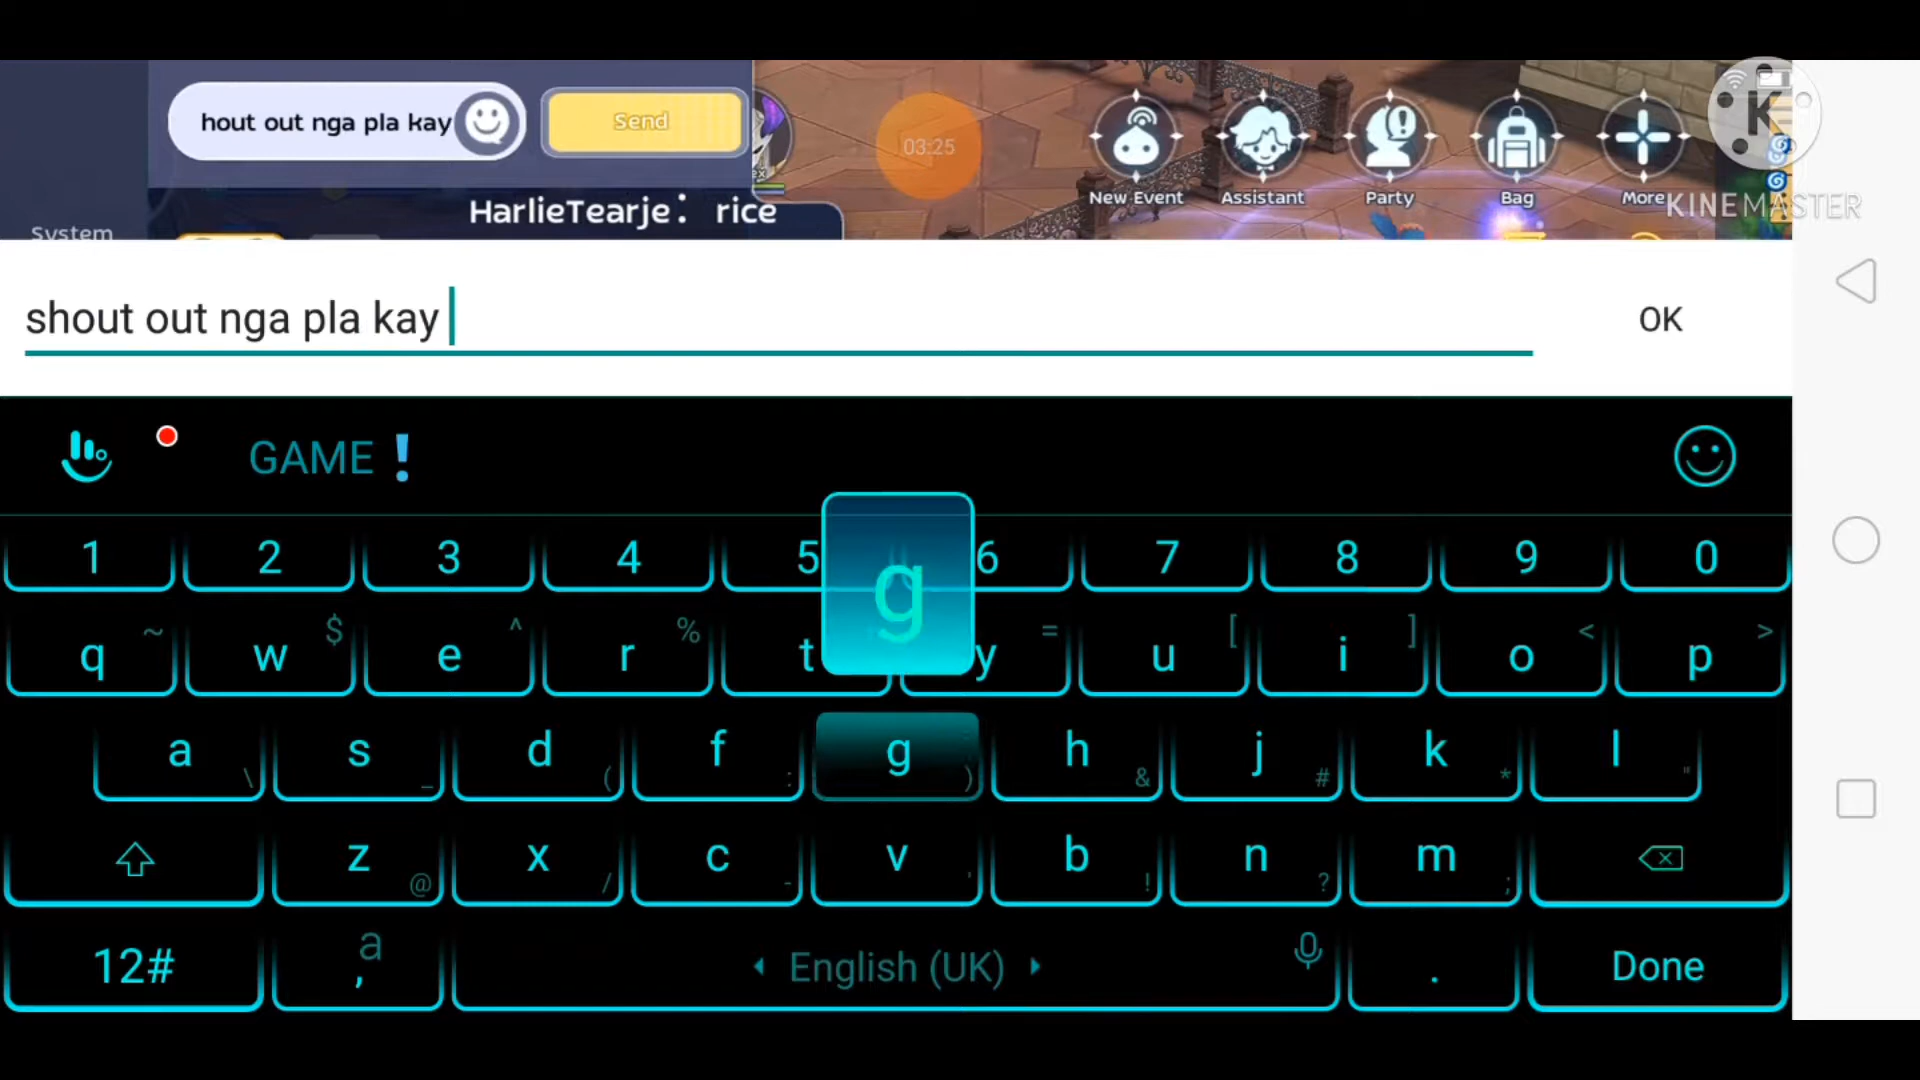 hout out nga pla kay
Send
03:25
New Event
Assistant
Party
Bag
More
KINEMASTER
HarlieTearje: rice
System
shout out nga pla kay
OK
GAME❗
1 2 3 4 5 6 7 8 9 0
g
q ~ w $ e ^ r % t y = u [ i ] o < p >
a \ s _ d ( f : g ) h & j # k * l "
z @ x / c - v ' b ! n ? m ;
12# a , English (UK) . Done